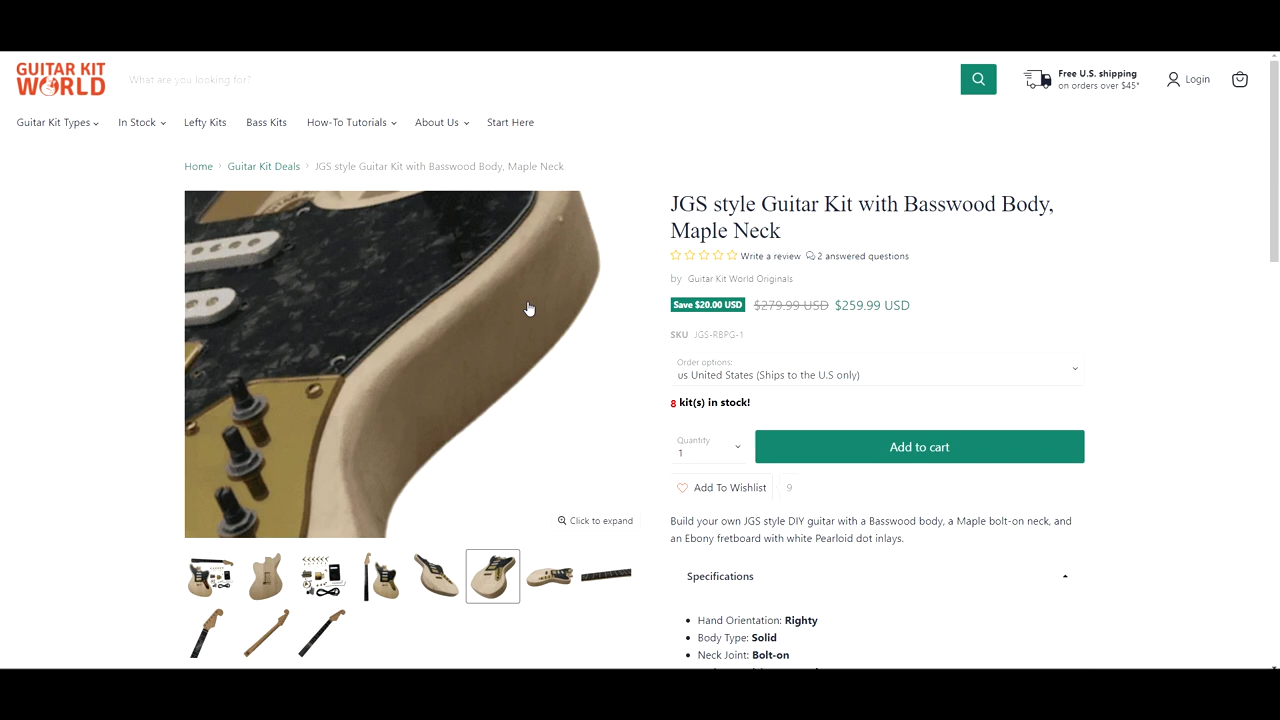 GUITAR KIT
WORLD
What are you looking for?
Free U.S. shipping
on orders over $45*
Login
Guitar Kit Types
In Stock
Lefty Kits
Bass Kits
How-To Tutorials
About Us
Start Here
Home
Guitar Kit Deals
JGS style Guitar Kit with Basswood Body, Maple Neck
JGS style Guitar Kit with Basswood Body,
Maple Neck
Write a review
2 answered questions
by Guitar Kit World Originals
Save $20.00 USD $279.99 USD $259.99 USD
SKU JGS-RBPG-1
Order options:
us United States (Ships to the U.S only)
8 kit(s) in stock!
Quantity
1
Add to cart
Add To Wishlist 9
Click to expand
Build your own JGS style DIY guitar with a Basswood body, a Maple bolt-on neck, and
an Ebony fretboard with white Pearloid dot inlays.
Specifications
Hand Orientation: Righty
Body Type: Solid
Neck Joint: Bolt-on